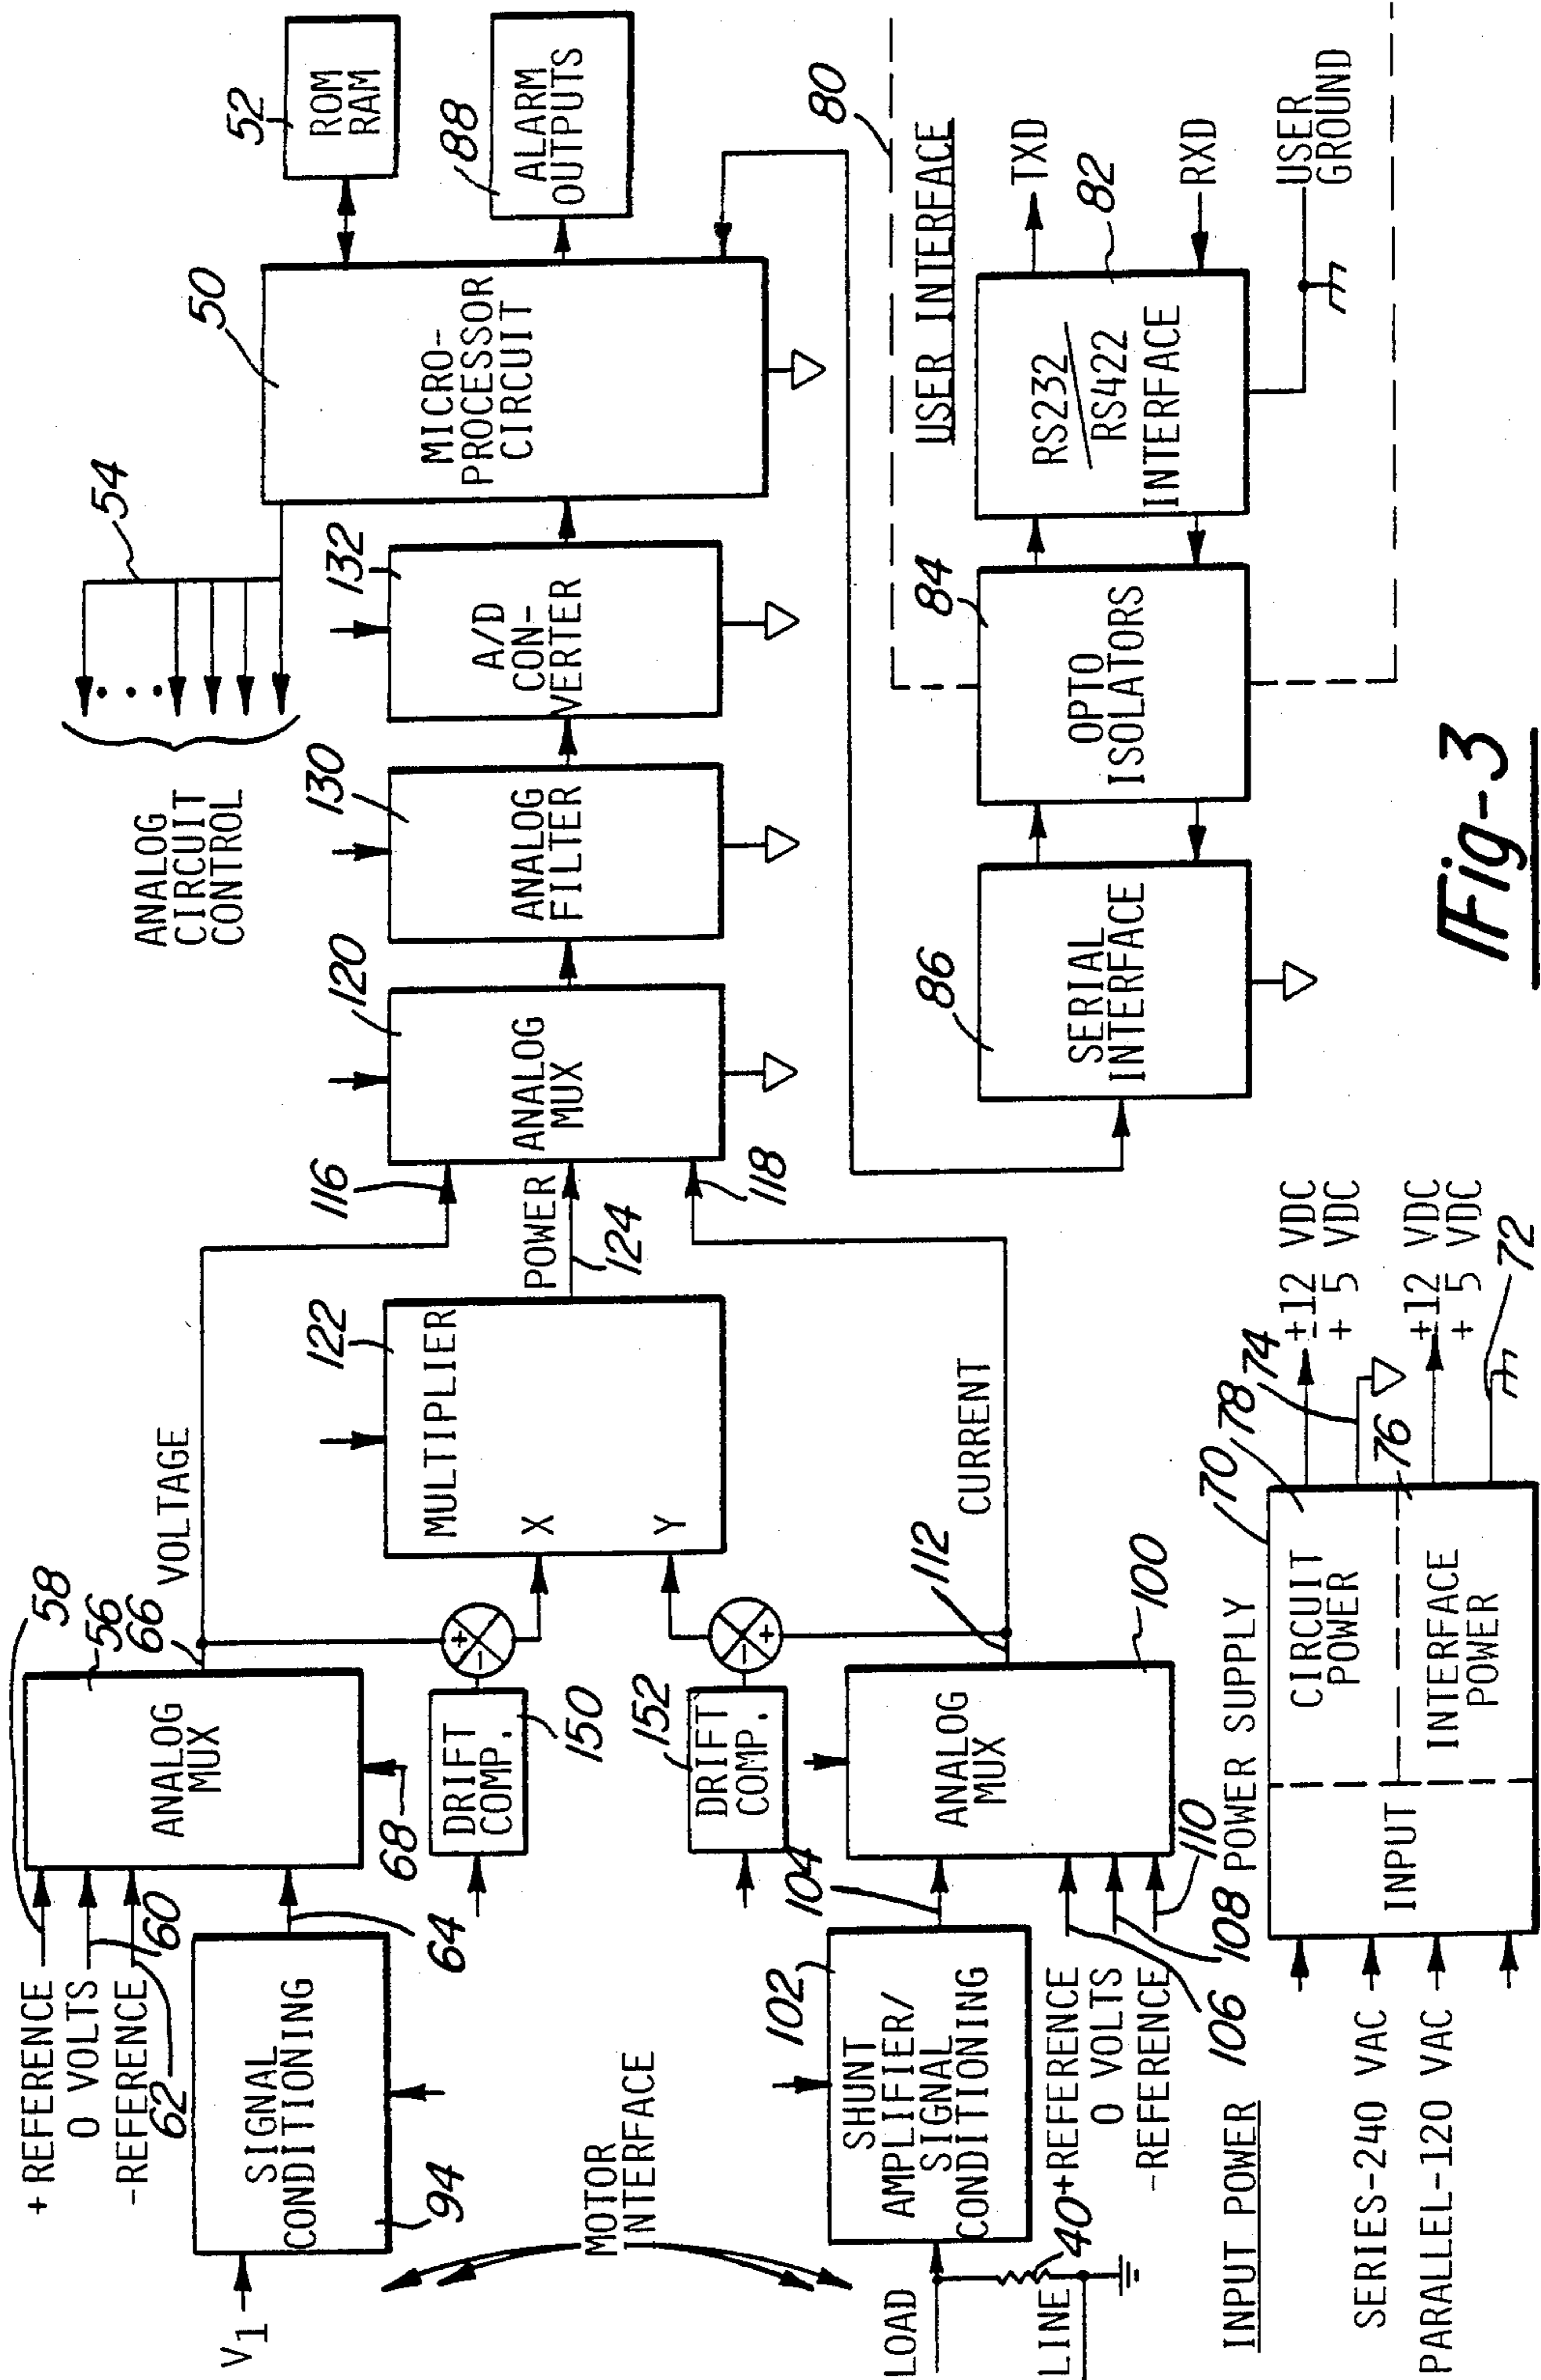 58
+REFERENCE
0 VOLTS
-REFERENCE
60
62
V1
SIGNAL
CONDITIONING
94
64
ANALOG
MUX
56
66
68
VOLTAGE
DRIFT
COMP.
150
+
-
MOTOR
INTERFACE
LOAD
LINE
40
SHUNT
AMPLIFIER/
SIGNAL
CONDITIONING
102
104
+REFERENCE
0 VOLTS
-REFERENCE
106
108
110
DRIFT
COMP.
152
-
+
ANALOG
MUX
100
112
CURRENT
MULTIPLIER
X
Y
122
POWER
124
116
118
ANALOG
MUX
120
ANALOG
FILTER
130
A/D
CON-
VERTER
132
ANALOG
CIRCUIT
CONTROL
54
MICRO-
PROCESSOR
CIRCUIT
50
ROM
RAM
52
ALARM
OUTPUTS
88
USER INTERFACE
80
SERIAL
INTERFACE
86
OPTO
ISOLATORS
84
RS232/
RS422
INTERFACE
82
TXD
RXD
USER
GROUND
INPUT POWER
SERIES-240 VAC
PARALLEL-120 VAC
POWER SUPPLY
INPUT
CIRCUIT
POWER
INTERFACE
POWER
70
78
74
76
±12 VDC
+ 5 VDC
±12 VDC
+ 5 VDC
72
Fig-3